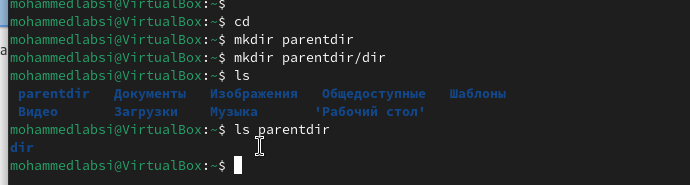 mohammedlabsi@VirtualBox:~$
mohammedlabsi@VirtualBox:~$ cd
mohammedlabsi@VirtualBox:~$ mkdir parentdir
mohammedlabsi@VirtualBox:~$ mkdir parentdir/dir
mohammedlabsi@VirtualBox:~$ ls
parentdir Документы Изображения Общедоступные Шаблоны
Видео Загрузки Музыка 'Рабочий стол'
mohammedlabsi@VirtualBox:~$ ls parentdir
dir
mohammedlabsi@VirtualBox:~$